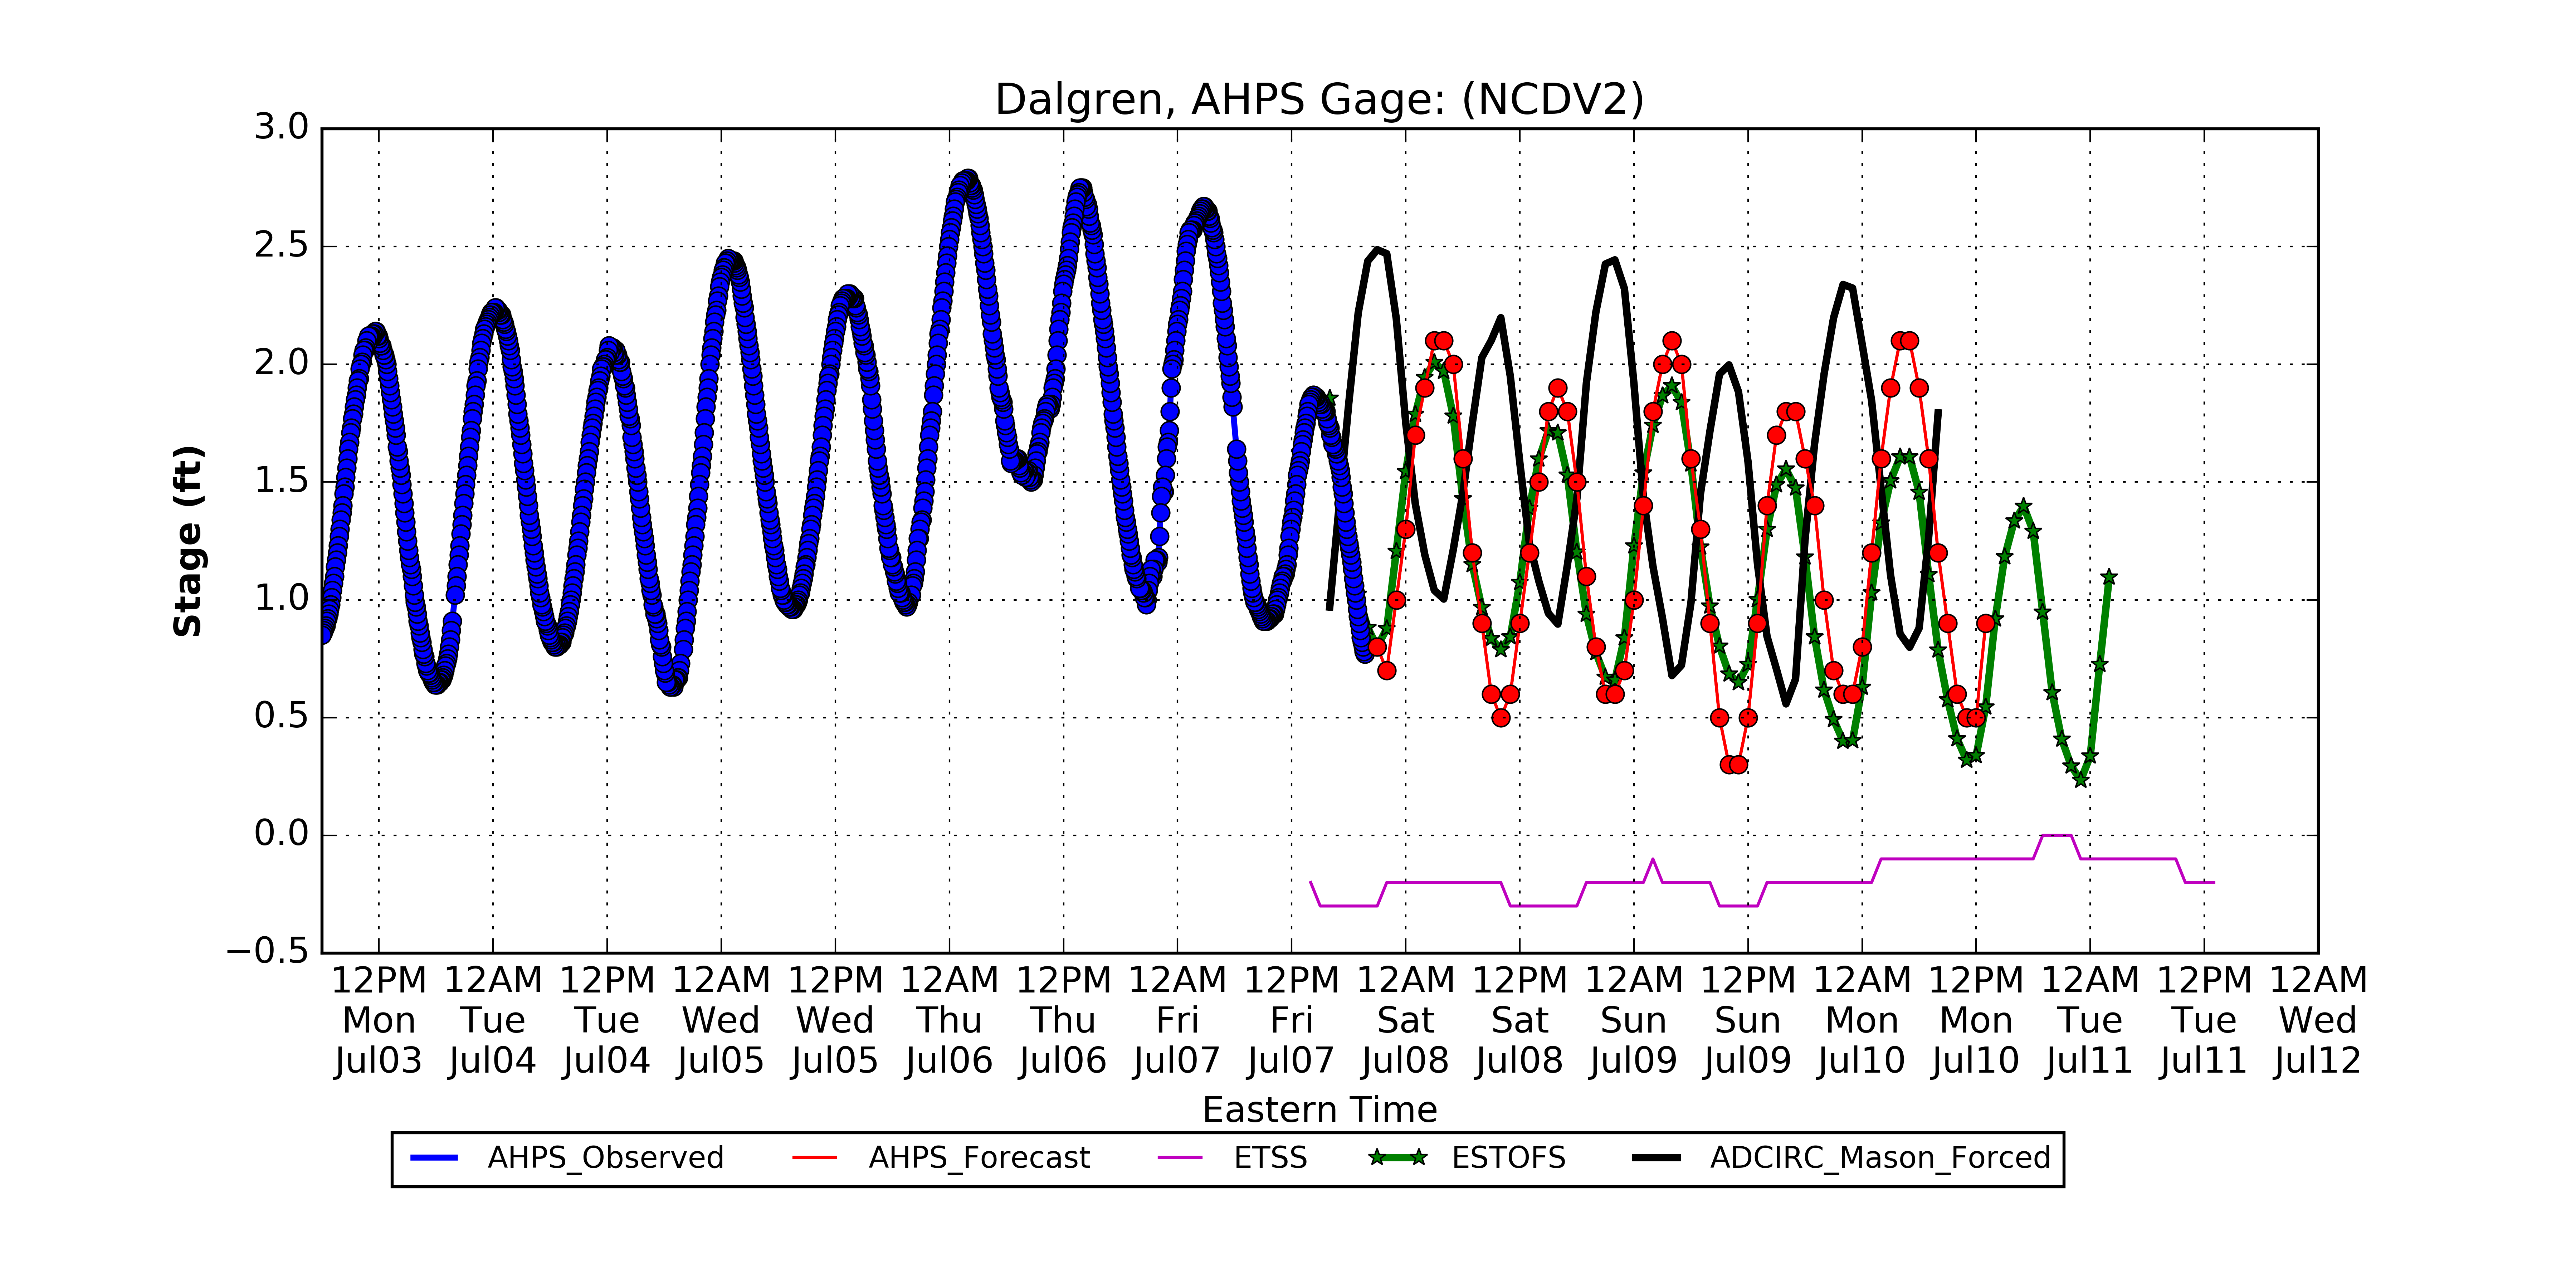 Dalgren, AHPS Gage: (NCDV2)
3.0
2.5
2.0
1.5
1.0
0.5
0.0
−0.5
Stage (ft)
12PM 12AM 12PM 12AM 12PM 12AM 12PM 12AM 12PM 12AM 12PM 12AM 12PM 12AM 12PM 12AM 12PM 12AM
Mon Tue Tue Wed Wed Thu Thu Fri Fri Sat Sat Sun Sun Mon Mon Tue Tue Wed
Jul03 Jul04 Jul04 Jul05 Jul05 Jul06 Jul06 Jul07 Jul07 Jul08 Jul08 Jul09 Jul09 Jul10 Jul10 Jul11 Jul11 Jul12
Eastern Time
AHPS_Observed AHPS_Forecast ETSS ESTOFS ADCIRC_Mason_Forced